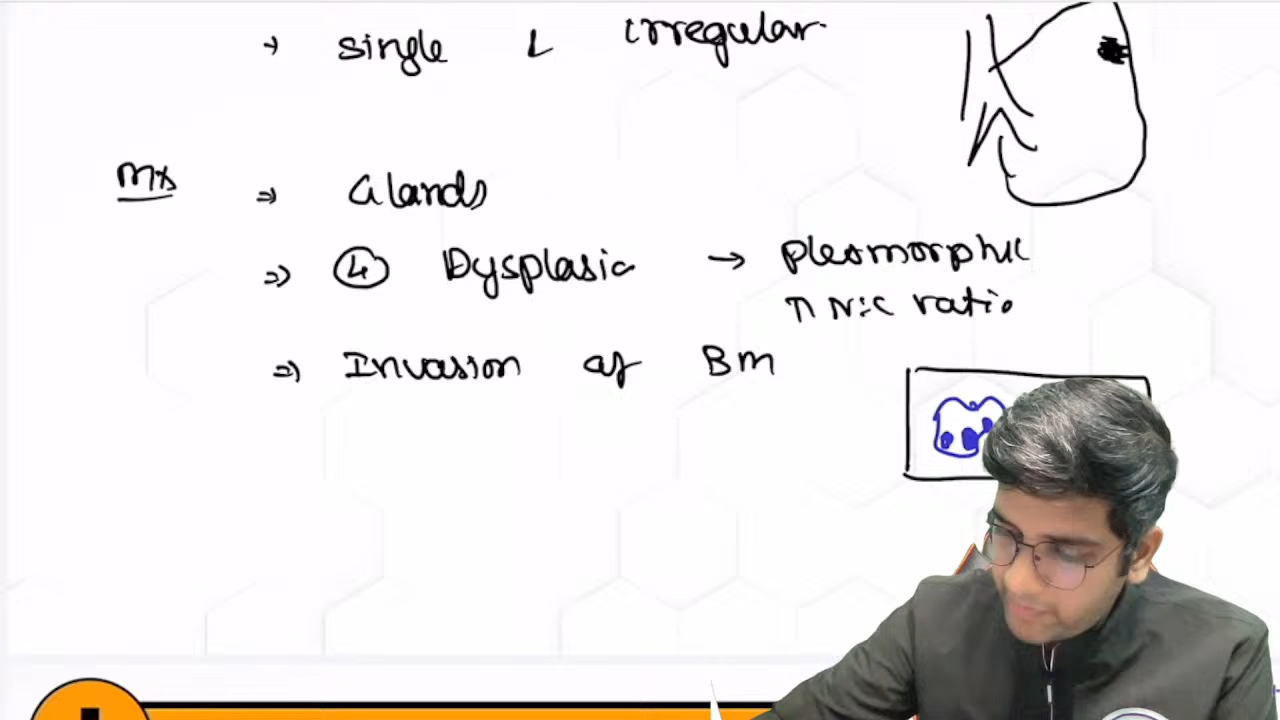 → single & irregular
Mx ⇒ Glands
⇒ (4) Dysplasia → pleomorphic
↑ N:C ratio
⇒ Invasion of BM